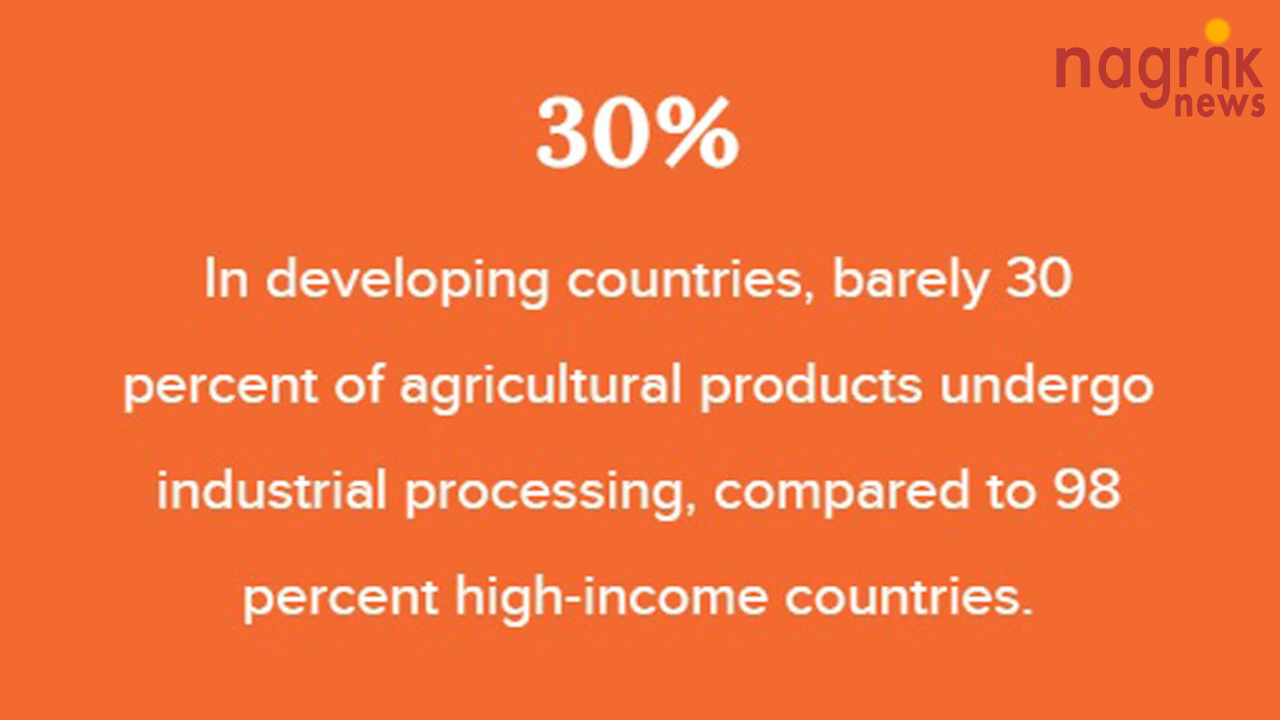 nagrik
news
30%
In developing countries, barely 30
percent of agricultural products undergo
industrial processing, compared to 98
percent high-income countries.